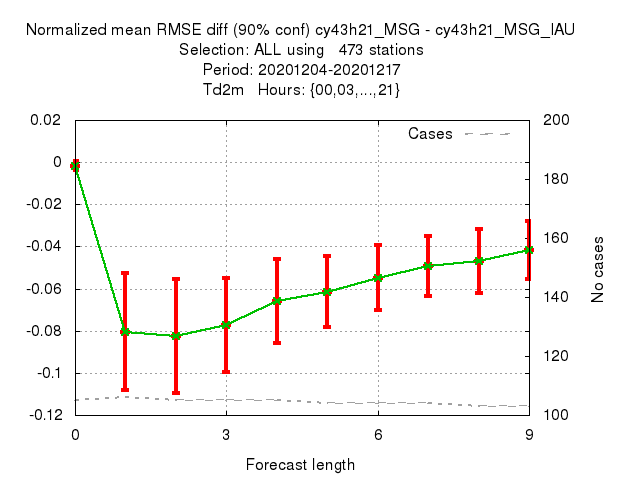 Normalized mean RMSE diff (90% conf) cy43h21_MSG - cy43h21_MSG_IAU
Selection: ALL using   473 stations
Period: 20201204-20201217
Td2m   Hours: {00,03,...,21}
Cases
0.02
0
-0.02
-0.04
-0.06
-0.08
-0.1
-0.12
200
180
160
140
120
100
No cases
0 3 6 9
Forecast length